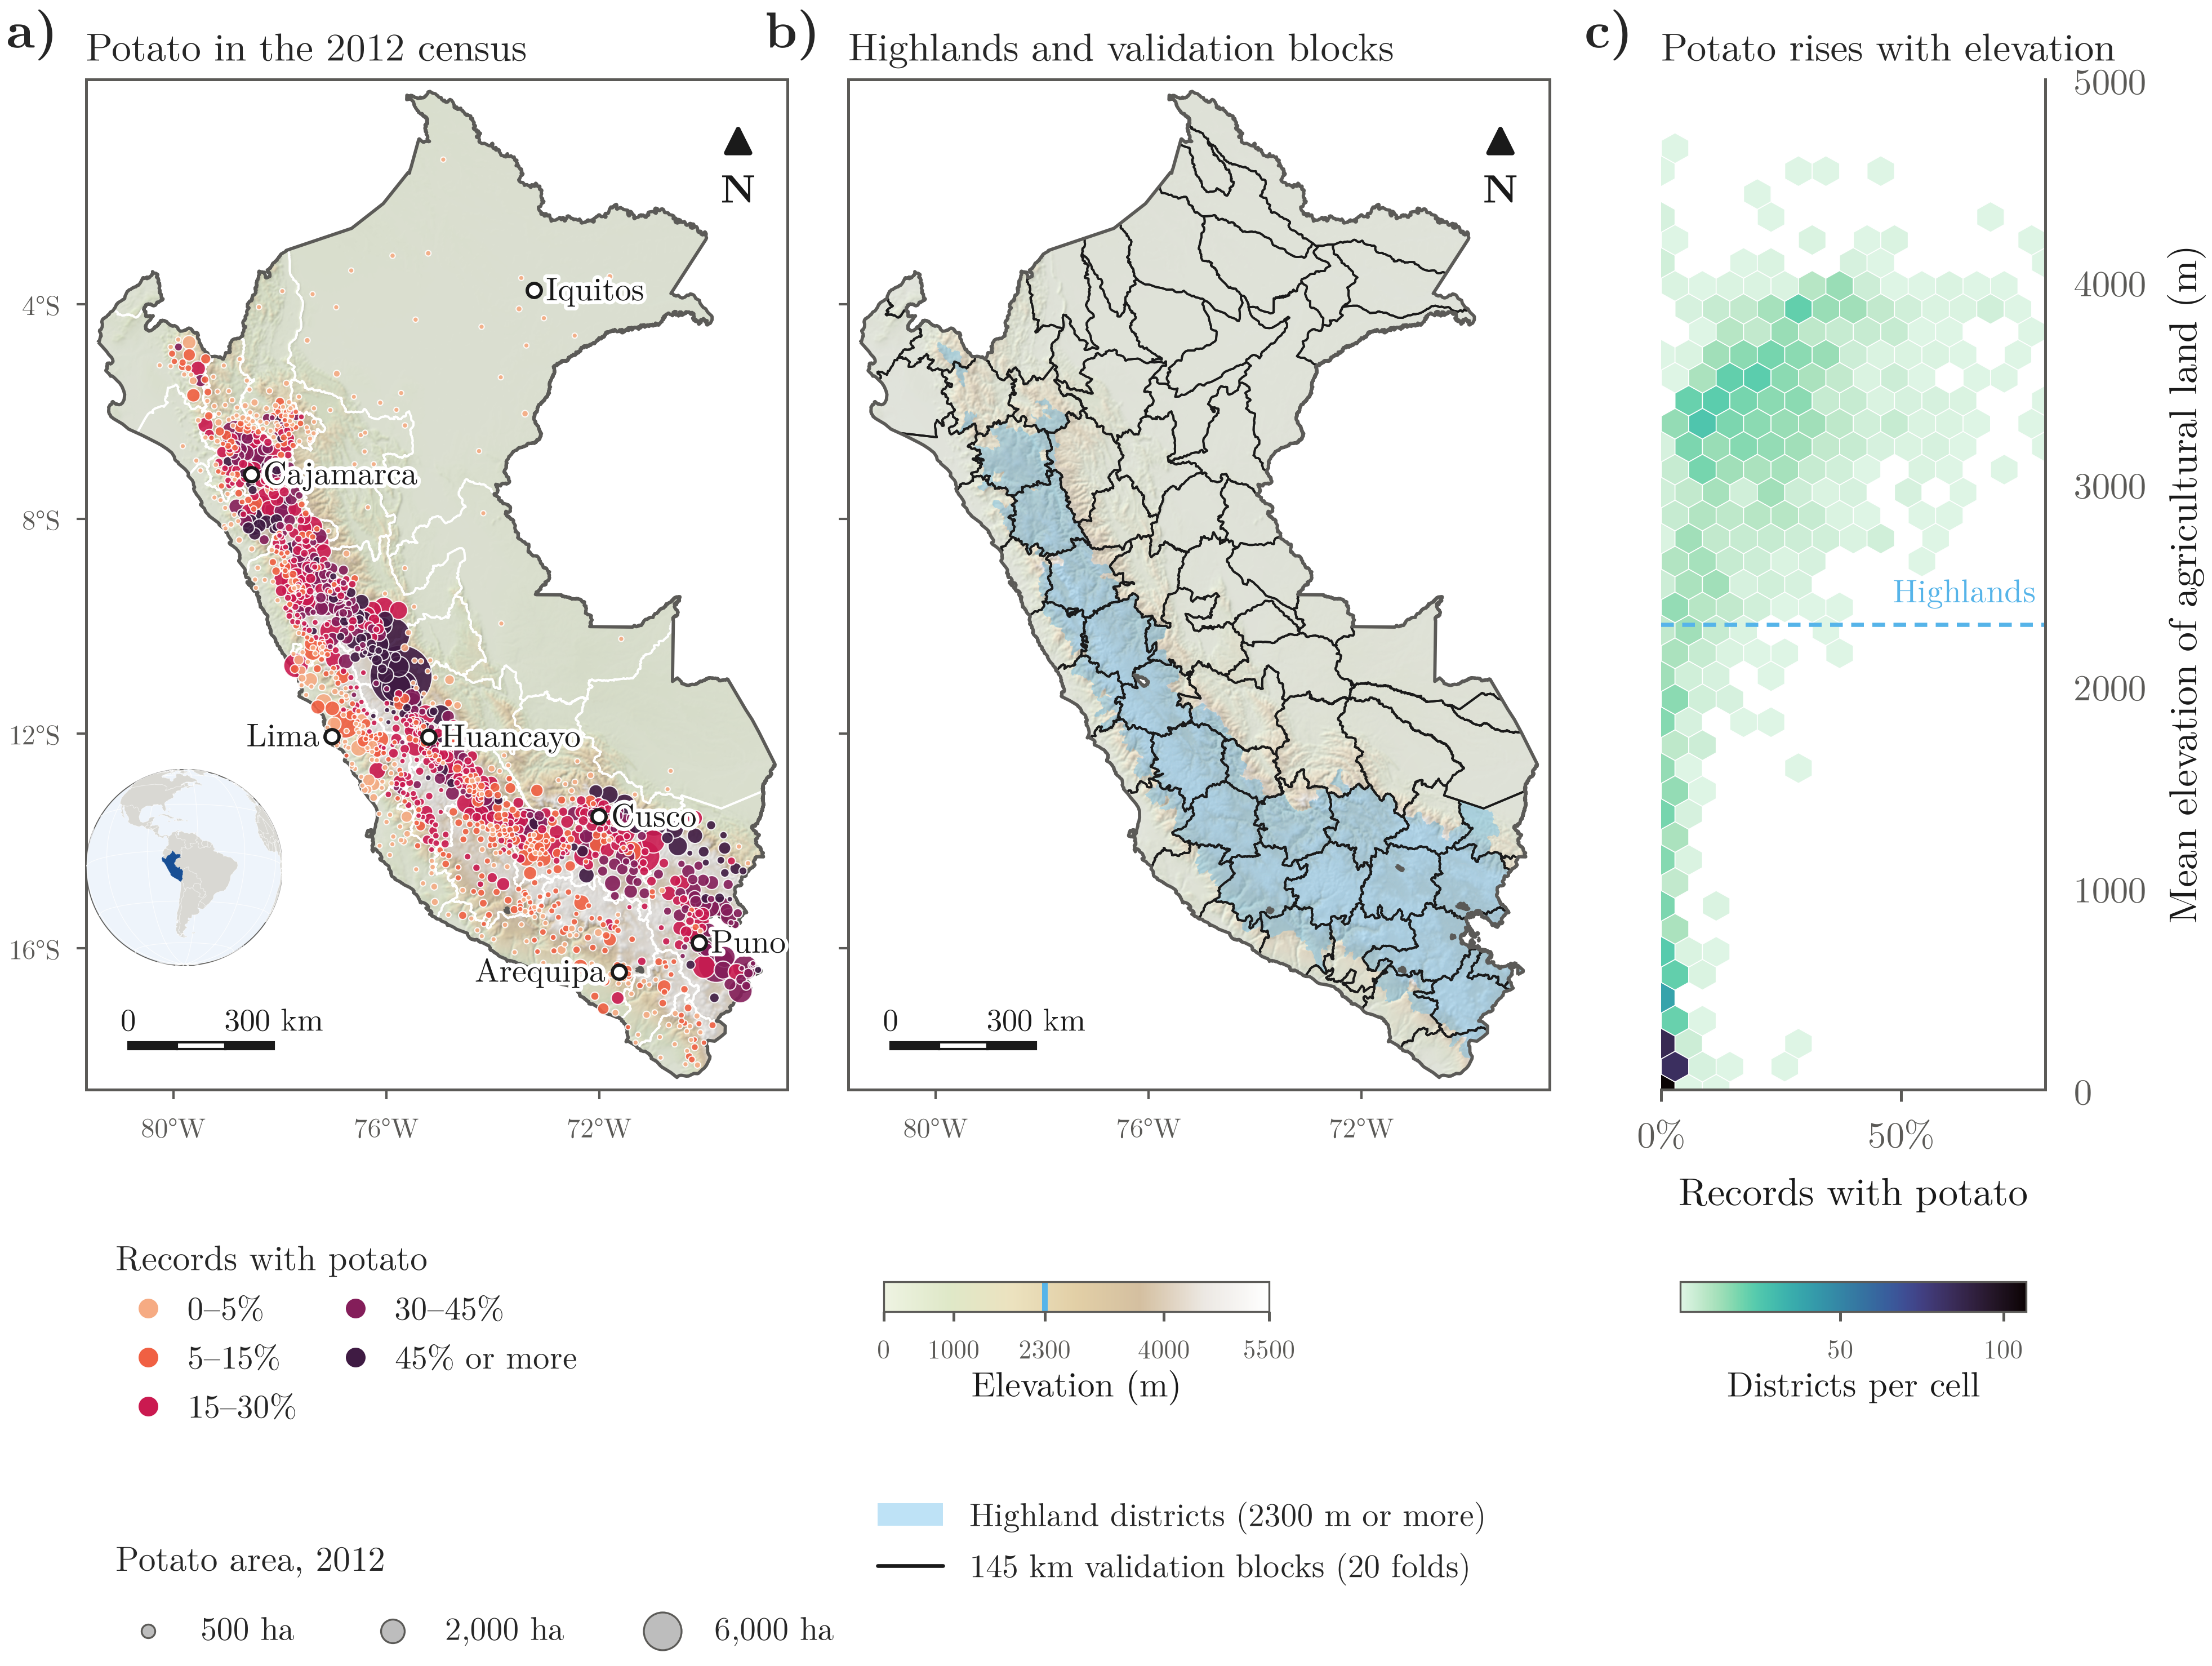 a)
Potato in the 2012 census
N
Iquitos
Cajamarca
Lima
Huancayo
Cusco
Puno
Arequipa
0 300 km
4°S
8°S
12°S
16°S
80°W 76°W 72°W
Records with potato
0–5%
5–15%
15–30%
30–45%
45% or more
Potato area, 2012
500 ha 2,000 ha 6,000 ha
b)
Highlands and validation blocks
N
0 300 km
80°W 76°W 72°W
0 1000 2300 4000 5500
Elevation (m)
Highland districts (2300 m or more)
145 km validation blocks (20 folds)
c)
Potato rises with elevation
5000
4000
3000
2000
1000
0
Mean elevation of agricultural land (m)
Highlands
0% 50%
Records with potato
50 100
Districts per cell